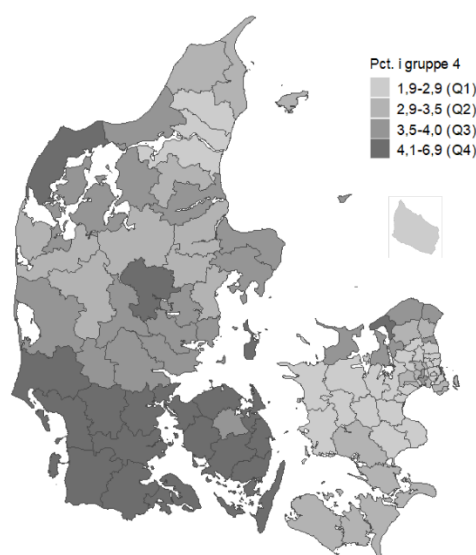 Pct. i gruppe 4
1,9-2,9 (Q1)
2,9-3,5 (Q2)
3,5-4,0 (Q3)
4,1-6,9 (Q4)